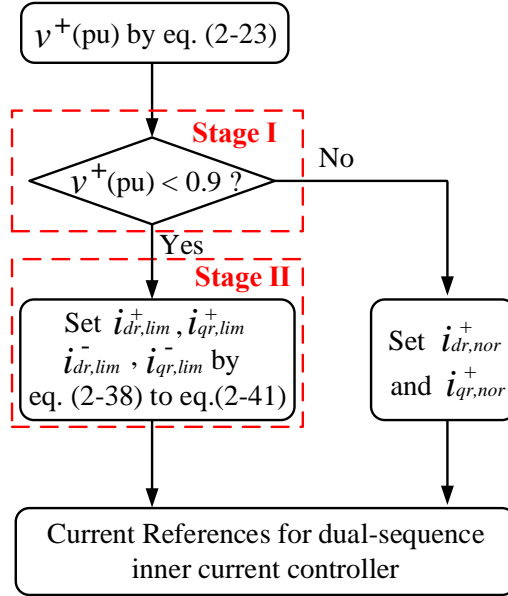 v⁺(pu) by eq. (2-23)
Stage I
v⁺(pu) < 0.9 ?
No
Yes
Stage II
Set i⁺dr,lim , i⁺qr,lim
i⁻dr,lim , i⁻qr,lim by
eq. (2-38) to eq.(2-41)
Set i⁺dr,nor
and i⁺qr,nor
Current References for dual-sequence
inner current controller